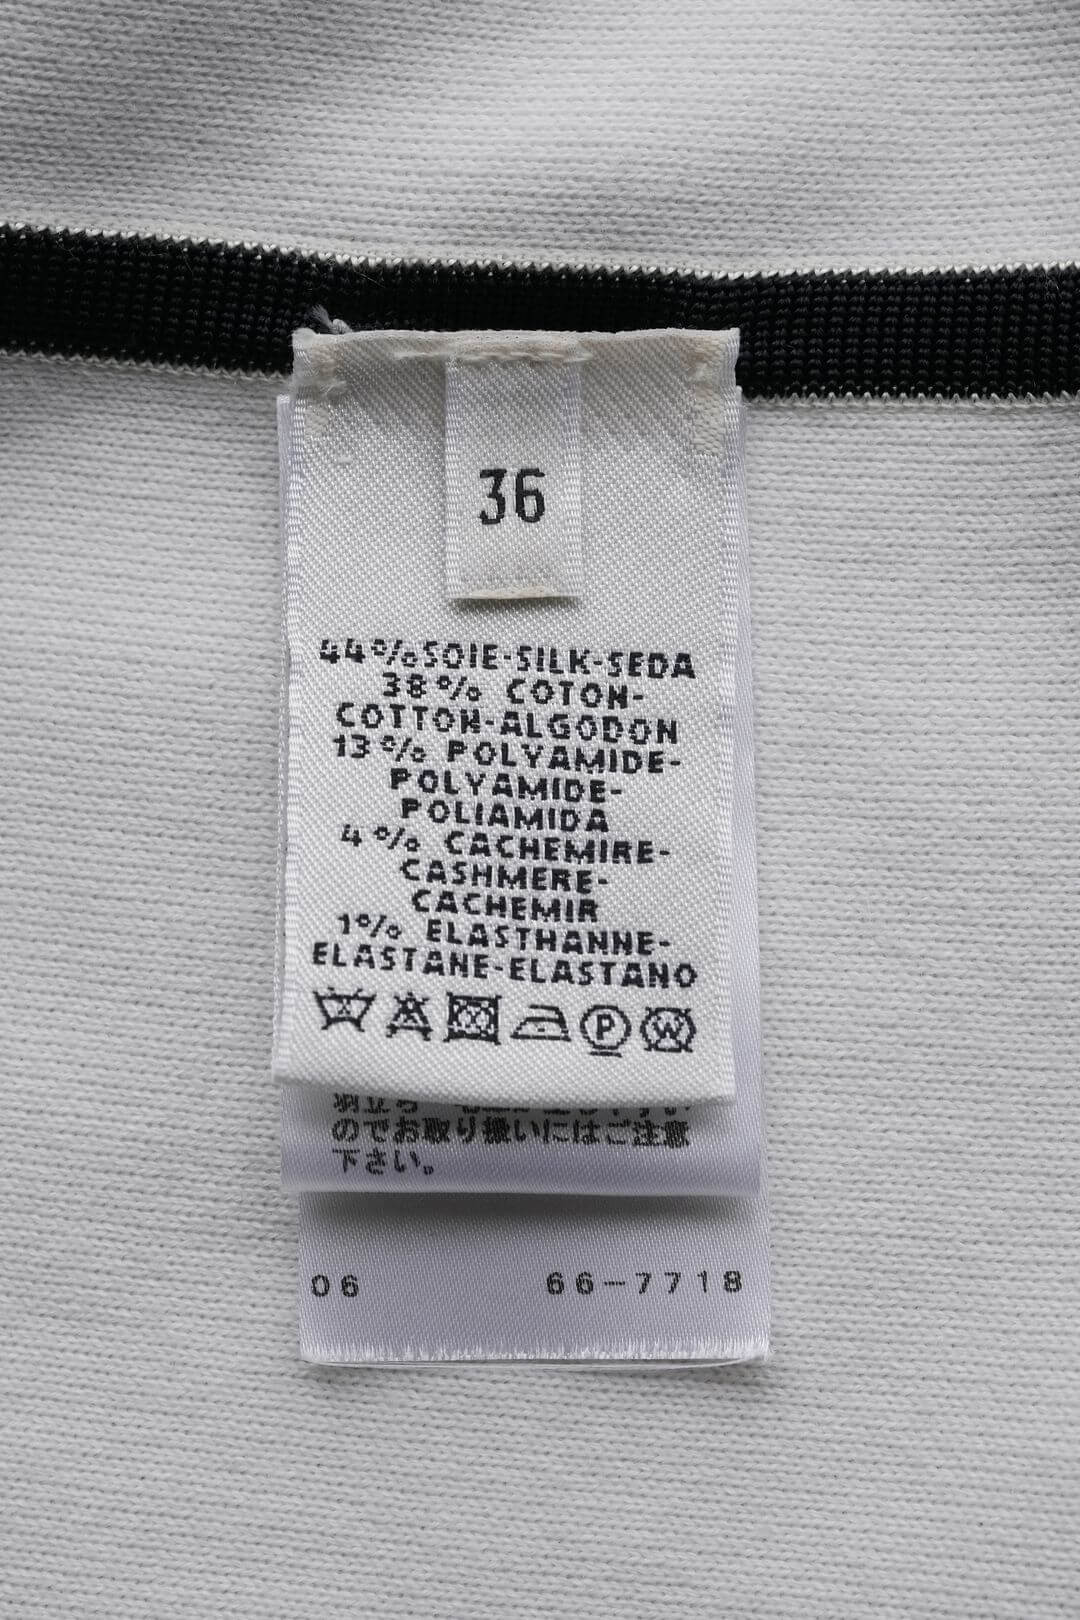 36
44%SOIE-SILK-SEDA
38% COTON-
COTTON-ALGODON
13% POLYAMIDE-
POLYAMIDE-
POLIAMIDA
4% CACHEMIRE-
CASHMERE-
CACHEMIR
1% ELASTHANNE-
ELASTANE-ELASTANO
P W
のでお取り扱いにはご注意
下さい。
06 66-7718